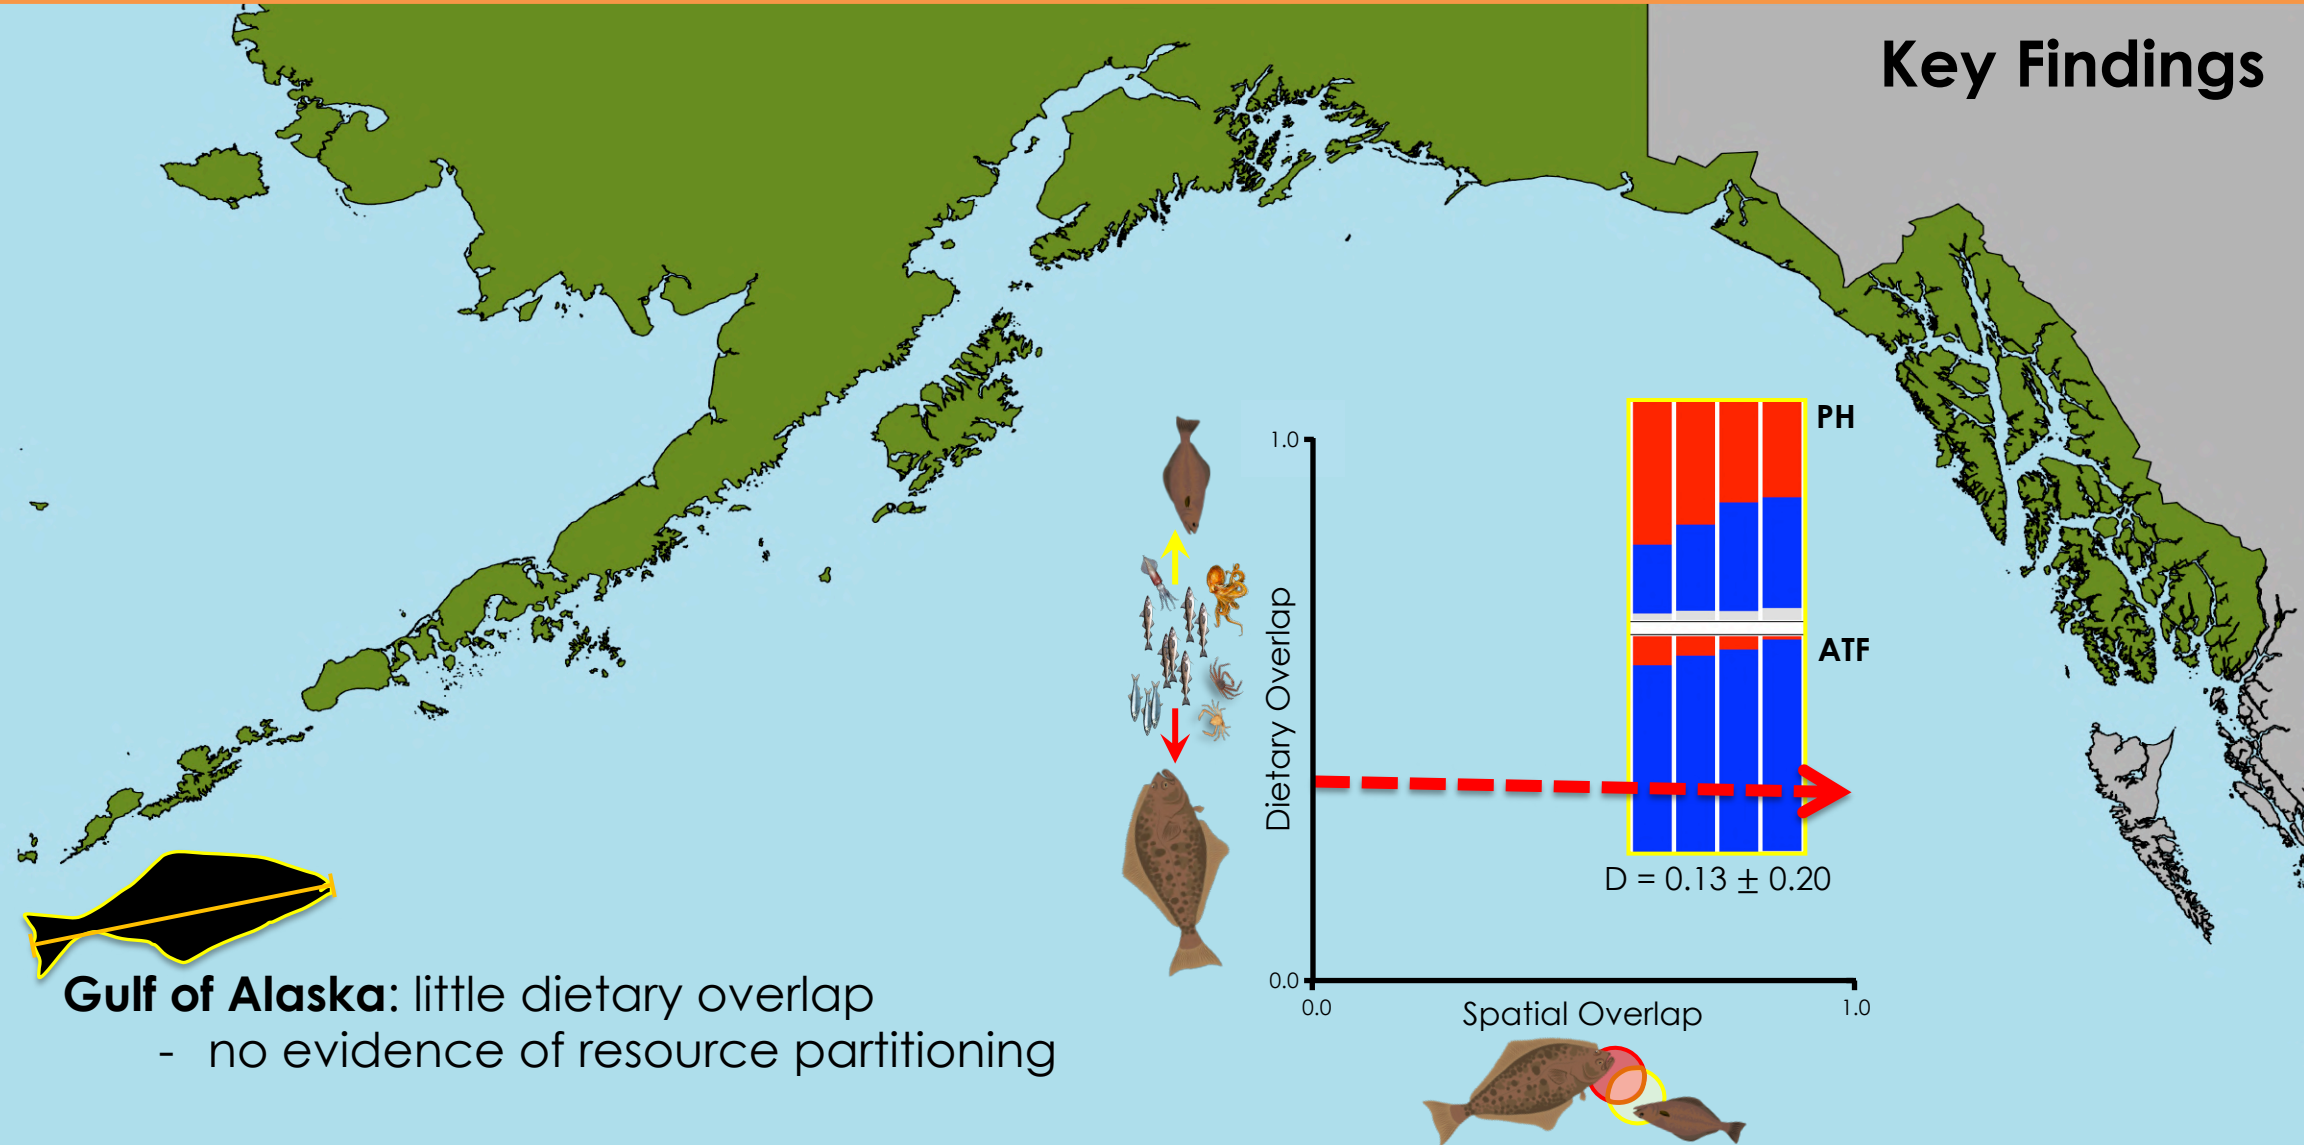 Key Findings
PH
ATF
1.0
Dietary Overlap
0.0
0.0
1.0
Spatial Overlap
D = 0.13 ± 0.20
Gulf of Alaska: little dietary overlap
- no evidence of resource partitioning